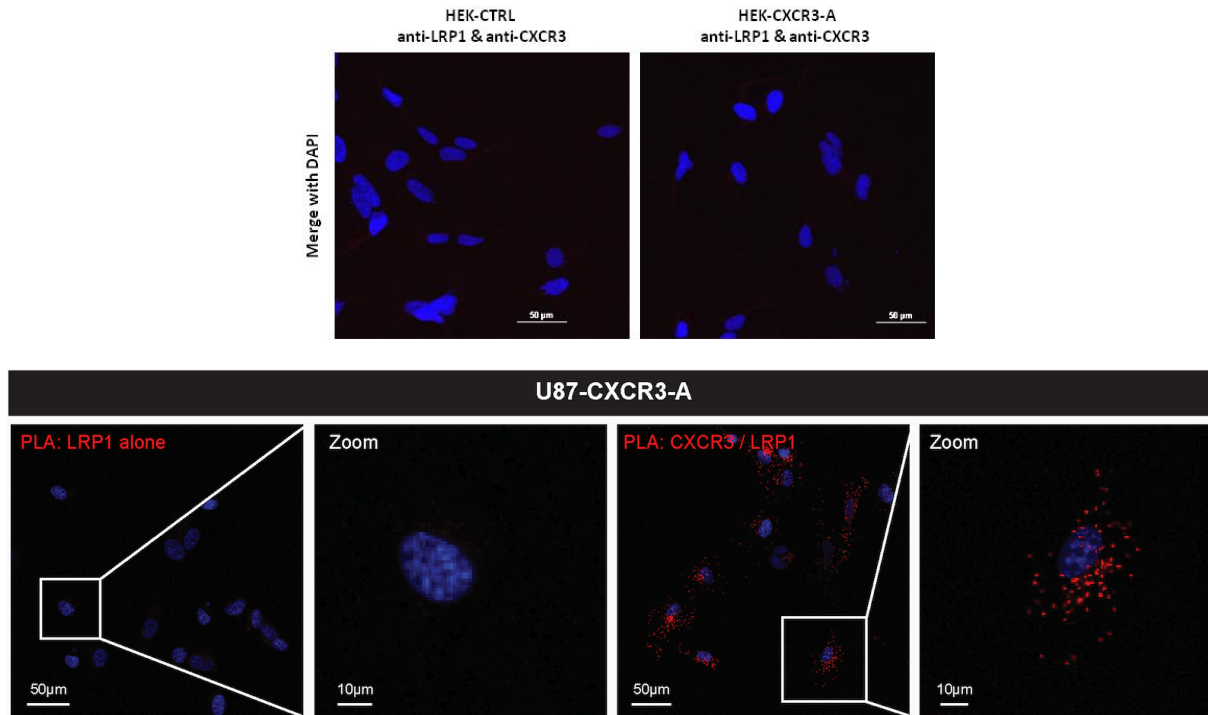 HEK-CTRL
anti-LRP1 & anti-CXCR3
HEK-CXCR3-A
anti-LRP1 & anti-CXCR3
Merge with DAPI
50 µm
50 µm
U87-CXCR3-A
PLA: LRP1 alone
Zoom
PLA: CXCR3 / LRP1
Zoom
50µm
10µm
50µm
10µm